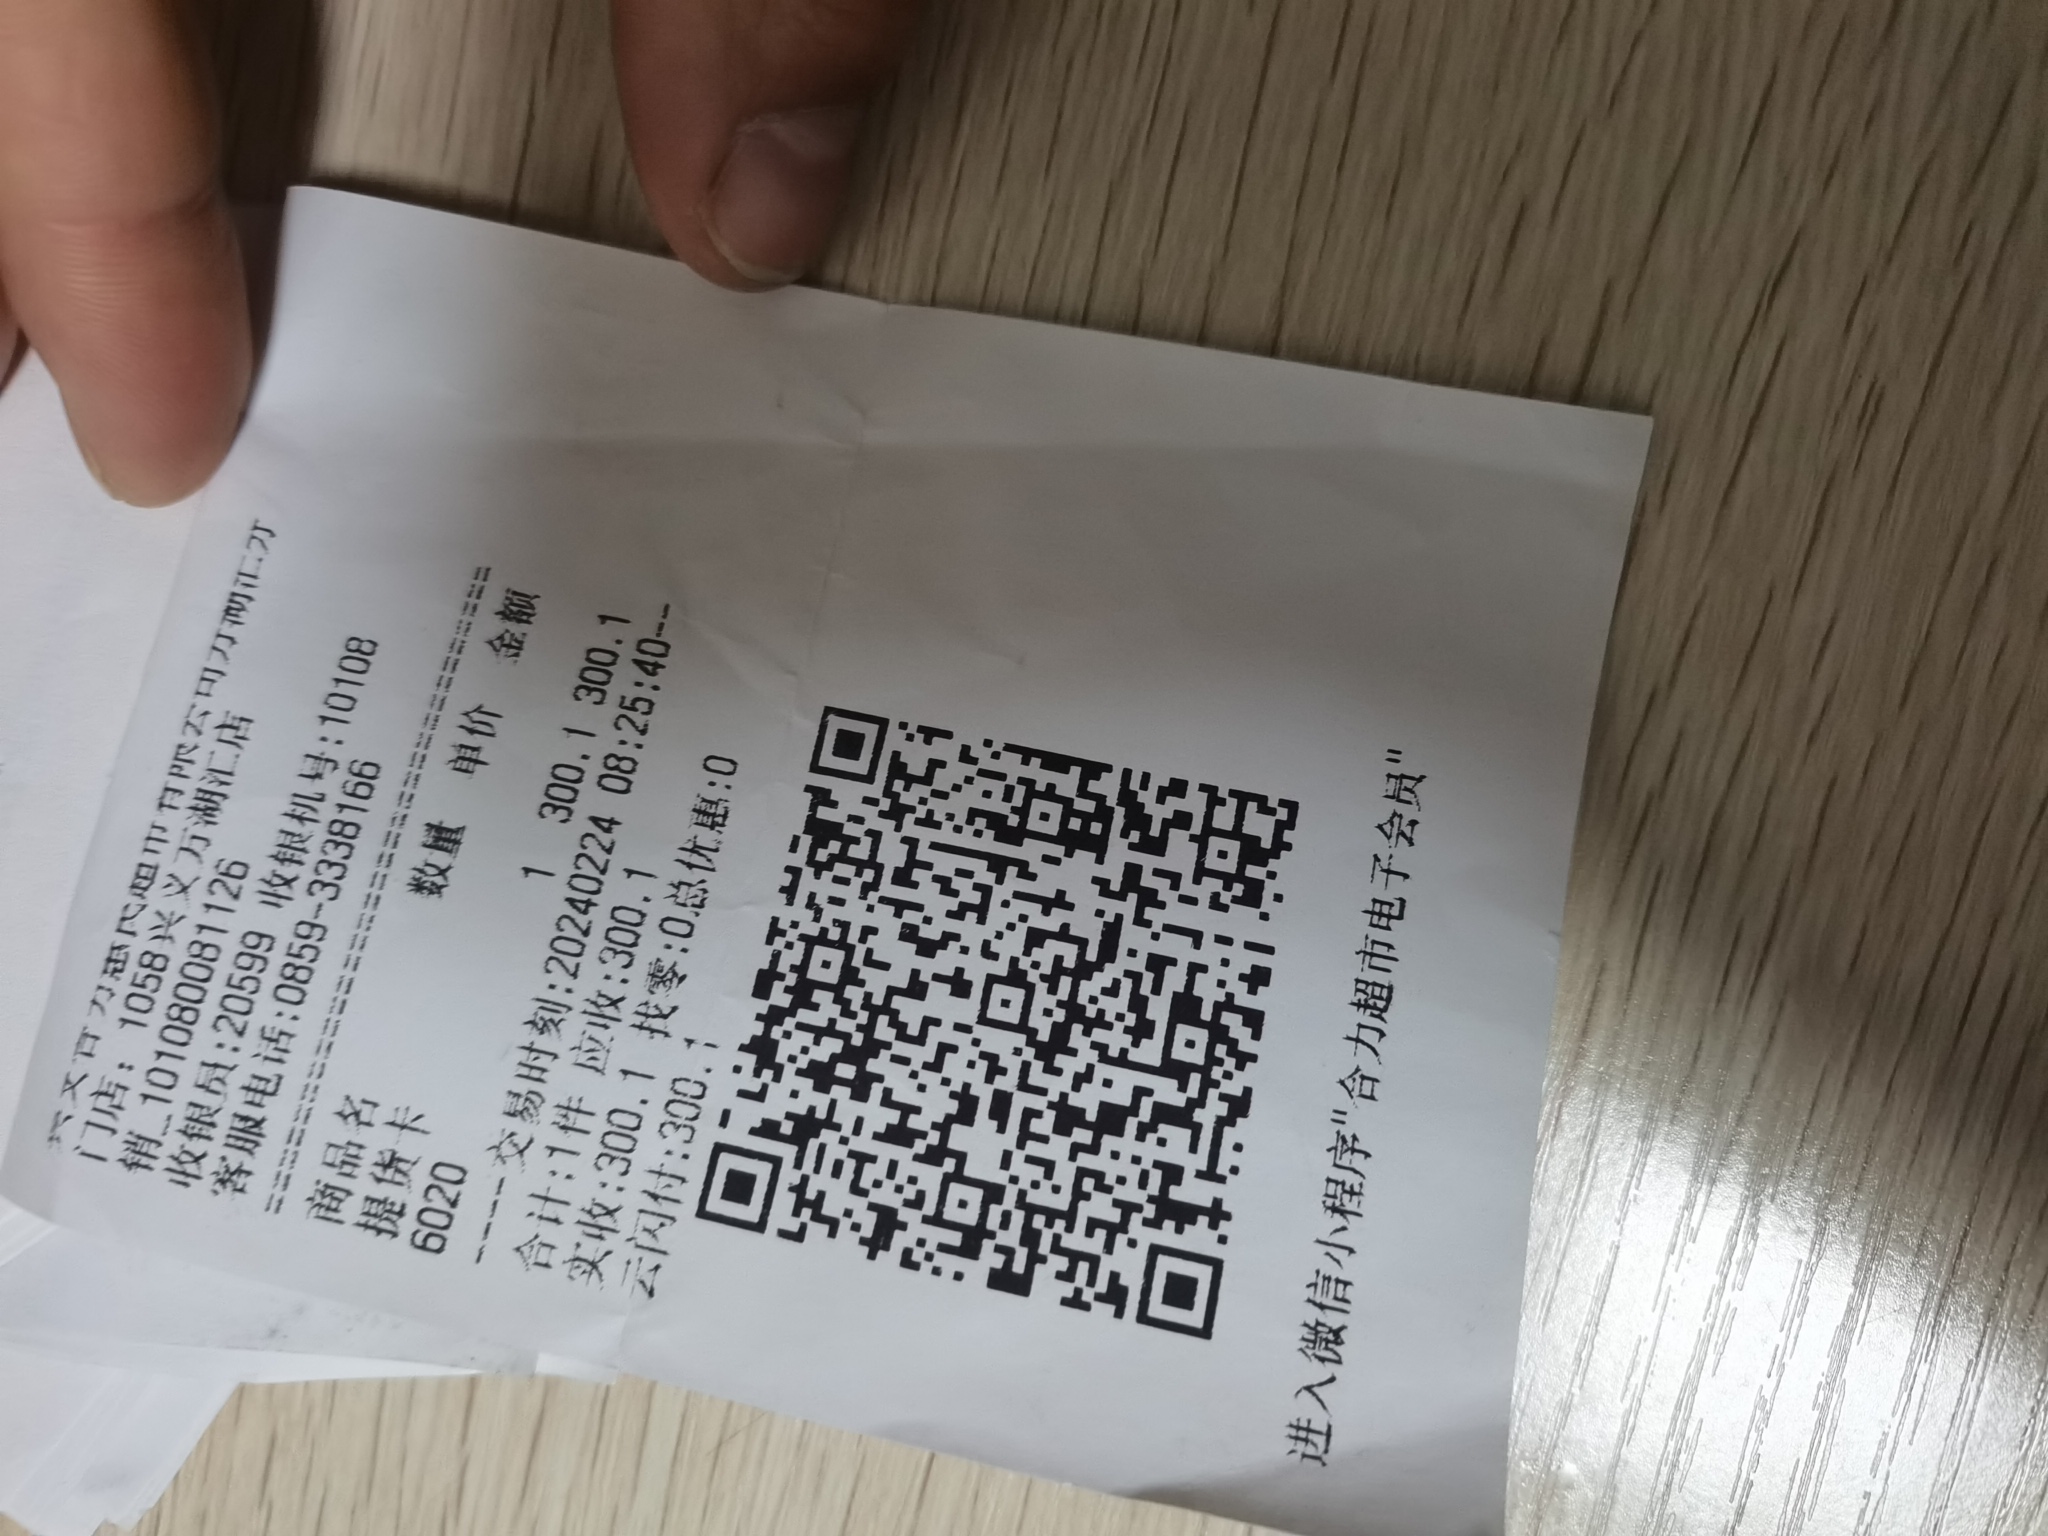 门店: 1058兴义万湖汇店
销_101080081126
收银员:20599 收银机号:10108
客服电话:0859-3338166
================================
商品名 数量 单价 金额
提货卡
6020 1 300.1 300.1
----交易时刻:20240224 08:25:40---
合计:1件 应收:300.1
实收:300.1 找零:0总优惠:0
云闪付:300.1
进入微信小程序"合力超市电子会员"